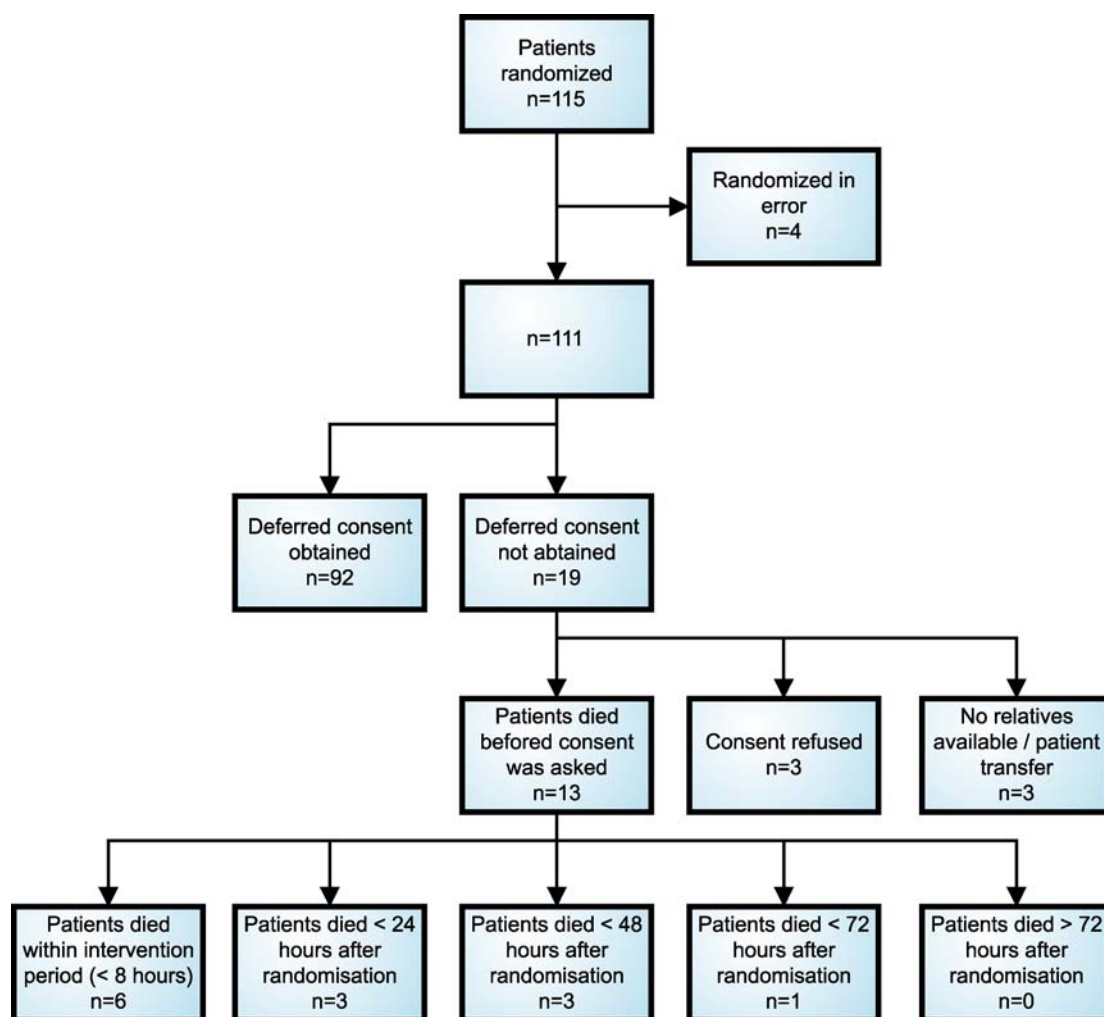 Patients
randomized
n=115
Randomized in
error
n=4
n=111
Deferred consent
obtained
n=92
Deferred consent
not abtained
n=19
Patients died
befored consent
was asked
n=13
Consent refused
n=3
No relatives
available / patient
transfer
n=3
Patients died
within intervention
period (< 8 hours)
n=6
Patients died < 24
hours after
randomisation
n=3
Patients died < 48
hours after
randomisation
n=3
Patients died < 72
hours after
randomisation
n=1
Patients died > 72
hours after
randomisation
n=0